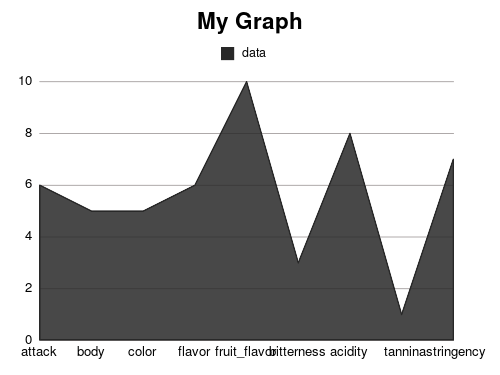 My Graph
data
10
8
6
4
2
0
attack body color flavor fruit_flavor bitterness acidity tannin astringency